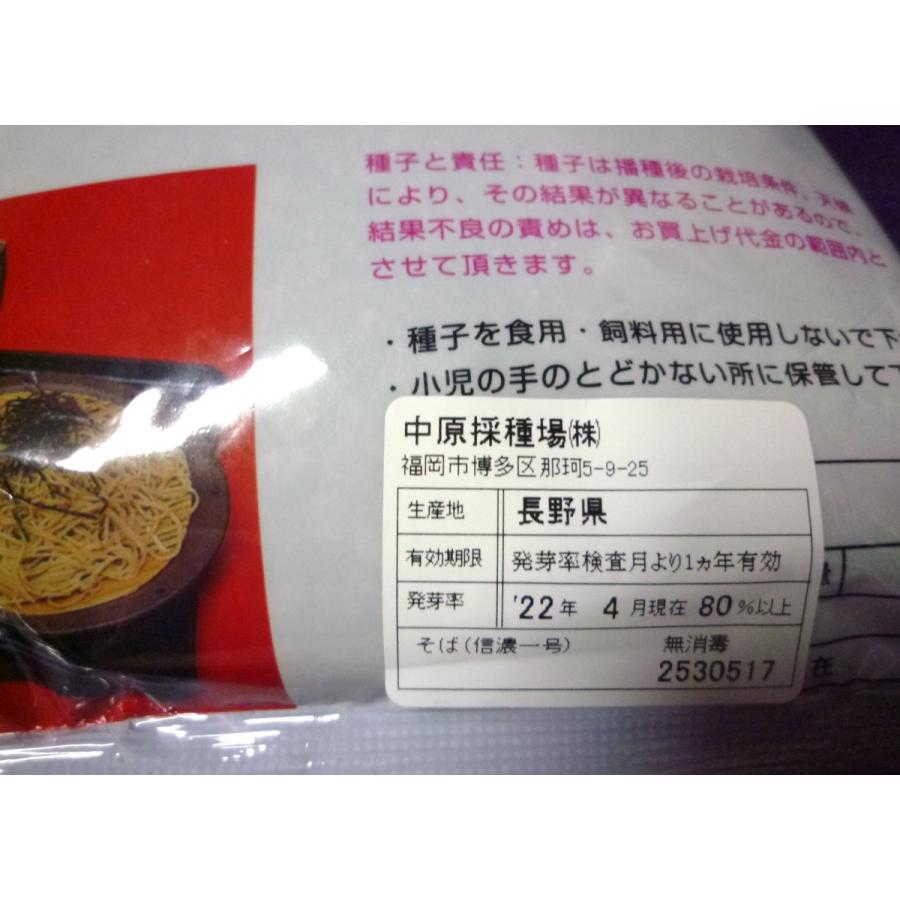 種子と責任：種子は播種後の栽培条件、天候
により、その結果が異なることがあるので、
結果不良の責めは、お買上げ代金の範囲内と
させて頂きます。
・種子を食用・飼料用に使用しないで下
・小児の手のとどかない所に保管して下
中原採種場㈱
福岡市博多区那珂5-9-25
生産地 長野県
有効期限 発芽率検査月より1ヵ年有効
発芽率 '22年 4月現在 80%以上
そば(信濃一号) 無消毒
2530517
在